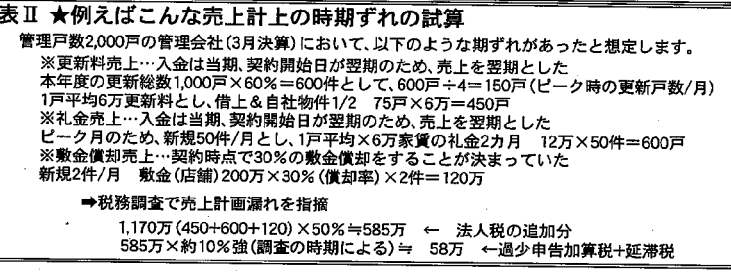 表Ⅱ ★例えばこんな売上計上の時期ずれの試算
管理戸数2,000戸の管理会社(3月決算)において、以下のような期ずれがあったと想定します。
※更新料売上…入金は当期、契約開始日が翌期のため、売上を翌期とした
本年度の更新総数1,000戸×60%=600件として、600戸÷4=150戸(ピーク時の更新戸数/月)
1戸平均6万更新料とし、借上&自社物件1/2 75戸×6万=450戸
※礼金売上…入金は当期、契約開始日が翌期のため、売上を翌期とした
ピーク月のため、新規50件/月とし、1戸平均×6万家賃の礼金2カ月 12万×50件=600戸
※敷金償却売上…契約時点で30%の敷金償却をすることが決まっていた
新規2件/月 敷金(店舗)200万×30%(償却率)×2件=120万
➡税務調査で売上計画漏れを指摘
1,170万(450+600+120)×50%≒585万 ← 法人税の追加分
585万×約10%強(調査の時期による)≒ 58万 ←過少申告加算税+延滞税